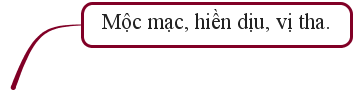 Mộc mạc, hiền dịu, vị tha.